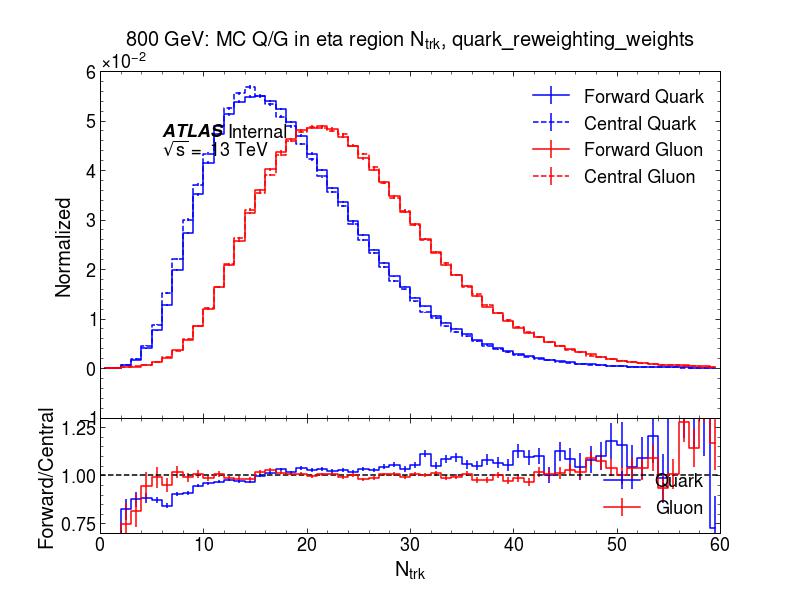 800 GeV: MC Q/G in eta region N_trk, quark_reweighting_weights
×10⁻²
6
5
4
3
2
1
0
−1
Normalized
ATLAS Internal
√s = 13 TeV
Forward Quark
Central Quark
Forward Gluon
Central Gluon
1.25
1.00
0.75
Forward/Central
Quark
Gluon
0 10 20 30 40 50 60
N_trk